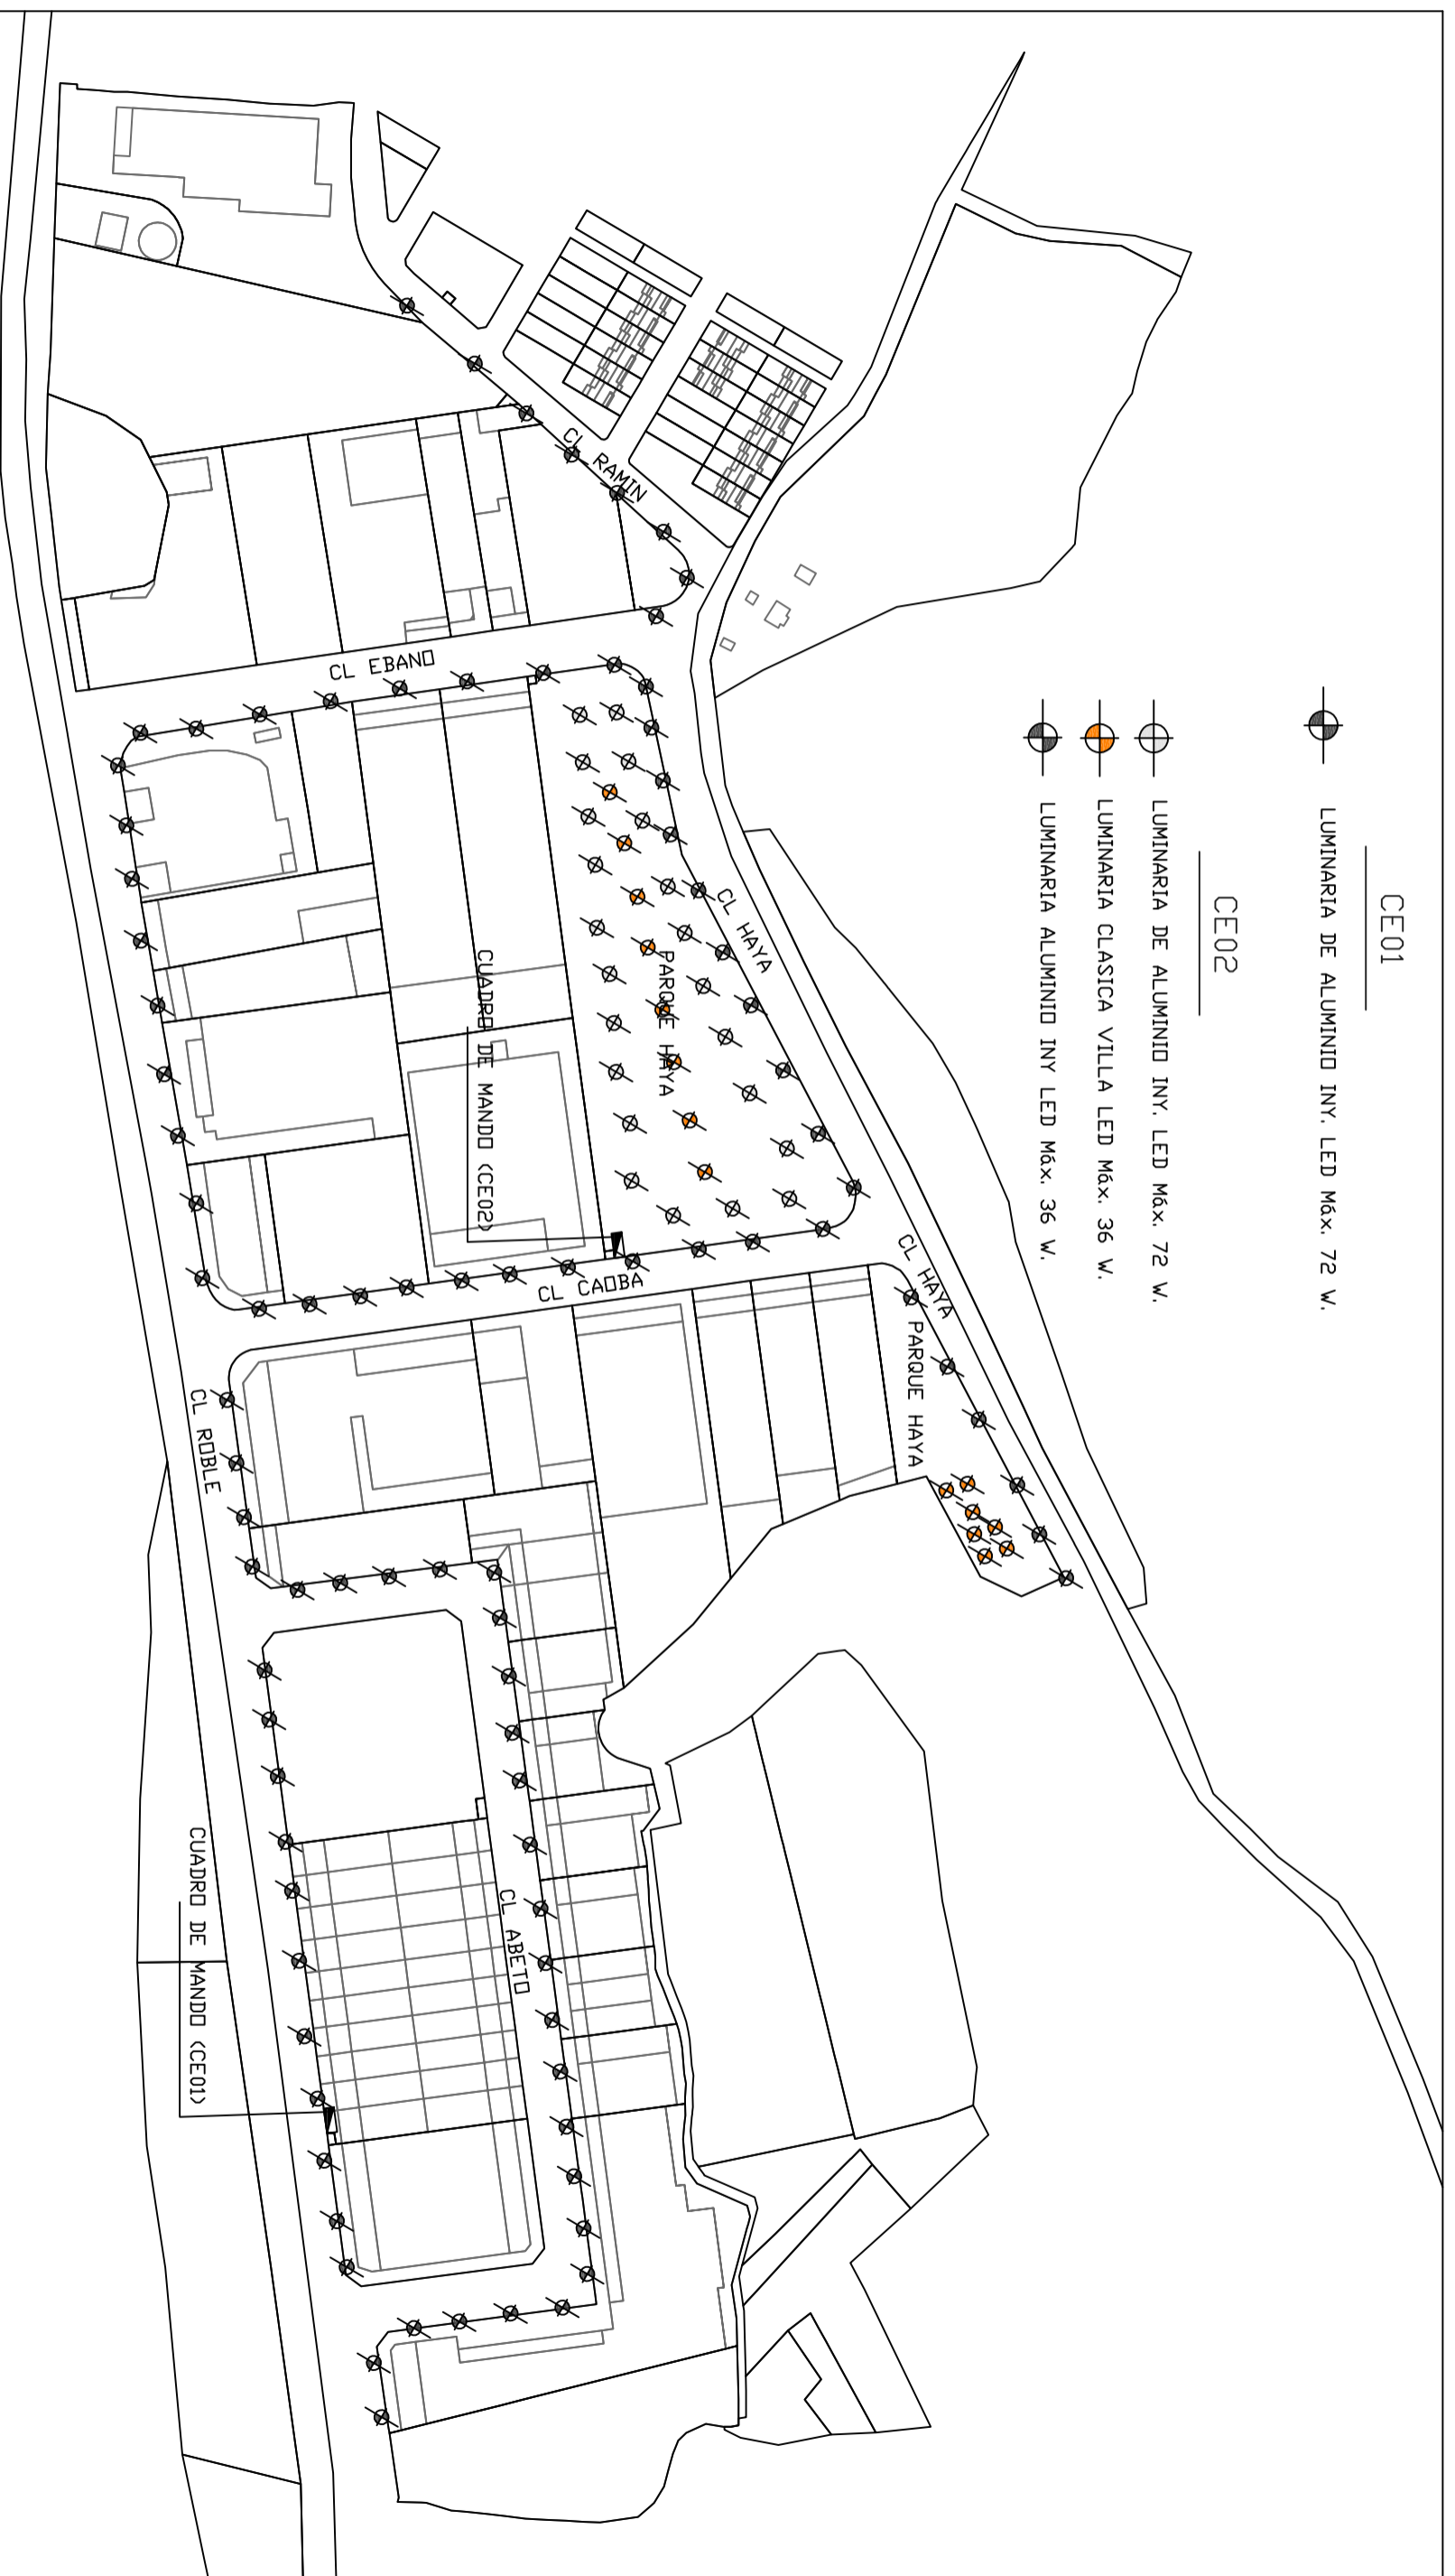 CE01
LUMINARIA DE ALUMINIO INY. LED Máx. 72 W.
CE02
LUMINARIA DE ALUMINIO INY. LED Máx. 72 W.
LUMINARIA CLASICA VILLA LED Máx. 36 W.
LUMINARIA ALUMINIO INY LED Máx. 36 W.
CL RAMIN
CL EBANO
CL HAYA
PARQUE HAYA
CUADRO DE MANDO (CE02)
CL HAYA
CL CAOBA
PARQUE HAYA
CL ROBLE
CL ABETO
CUADRO DE MANDO (CE01)